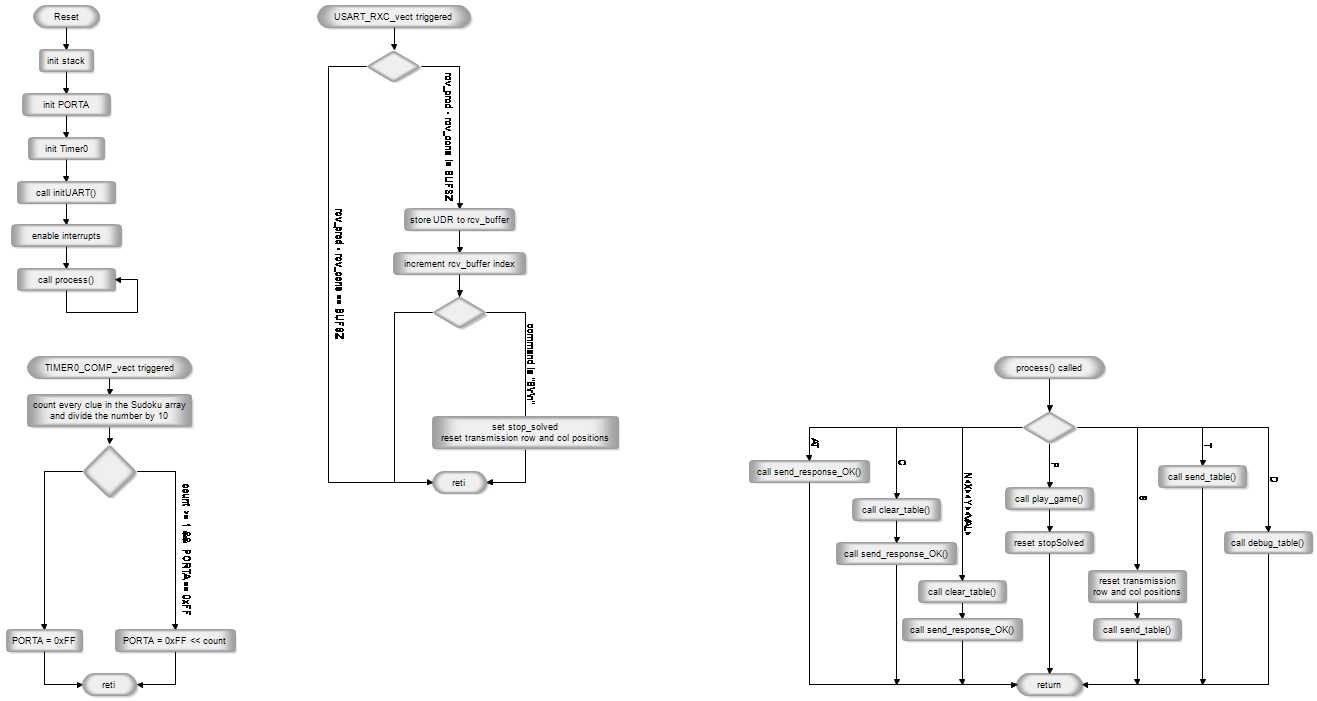 Reset
init stack
init PORTA
init Timer0
call initUART()
enable interrupts
call process()
TIMER0_COMP_vect triggered
count every clue in the Sudoku array
and divide the number by 10
count >= 1 && PORTA == 0xFF
PORTA = 0xFF
PORTA = 0xFF << count
reti
USART_RXC_vect triggered
rcv_prod - rcv_cons != BUFSZ
rcv_prod - rcv_cons == BUFSZ
store UDR to rcv_buffer
increment rcv_buffer index
command is "B\r\n"
set stop_solved
reset transmission row and col positions
reti
process() called
AT
call send_response_OK()
C
call clear_table()
call send_response_OK()
N<X><Y><VAL>
call clear_table()
call send_response_OK()
P
call play_game()
reset stopSolved
reset transmission
row and col positions
call send_table()
T
call send_table()
D
call debug_table()
return